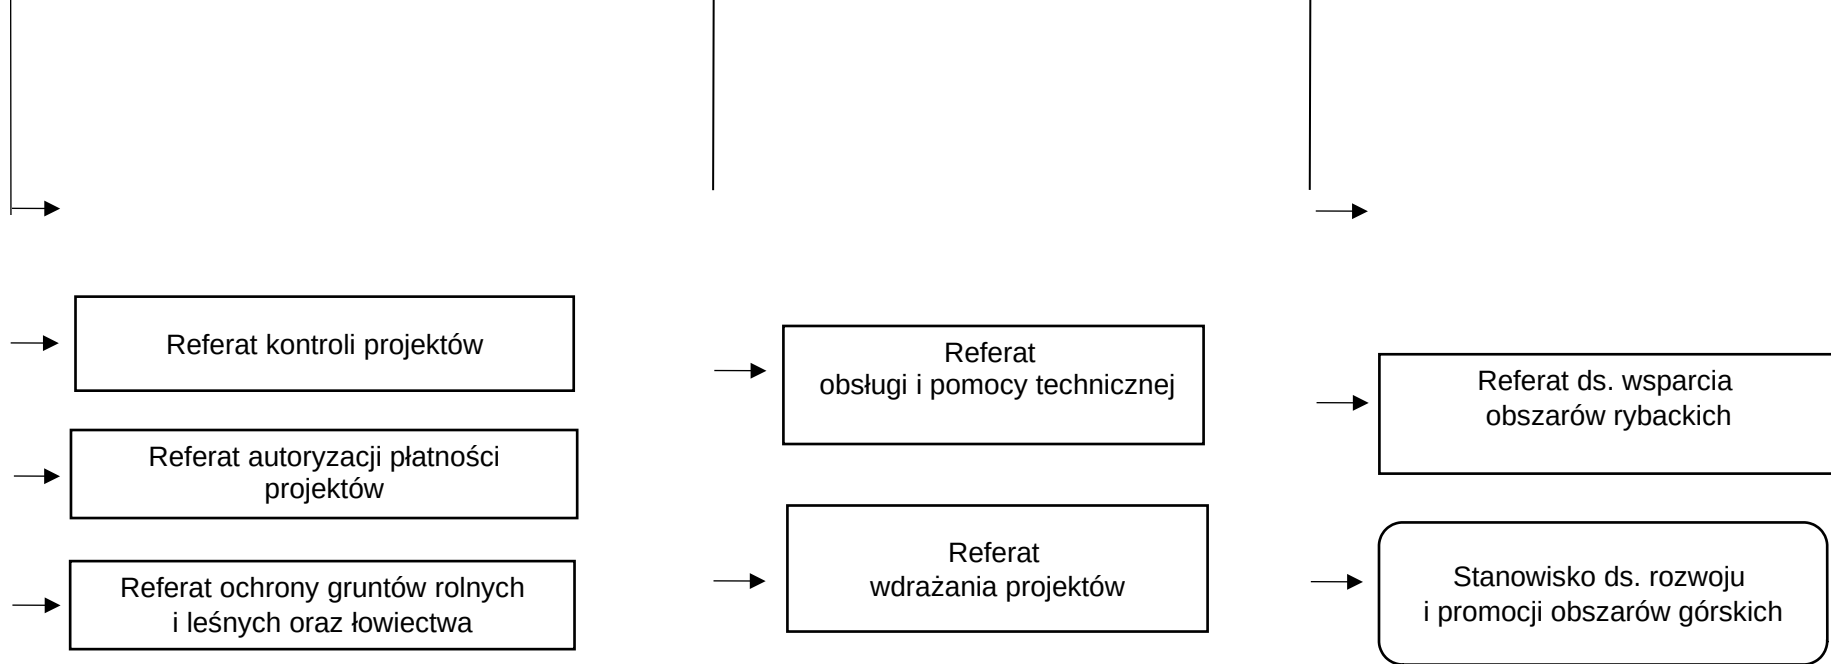 Referat kontroli projektów
Referat autoryzacji płatności
projektów
Referat ochrony gruntów rolnych
i leśnych oraz łowiectwa
Referat
obsługi i pomocy technicznej
Referat
wdrażania projektów
Referat ds. wsparcia
obszarów rybackich
Stanowisko ds. rozwoju
i promocji obszarów górskich